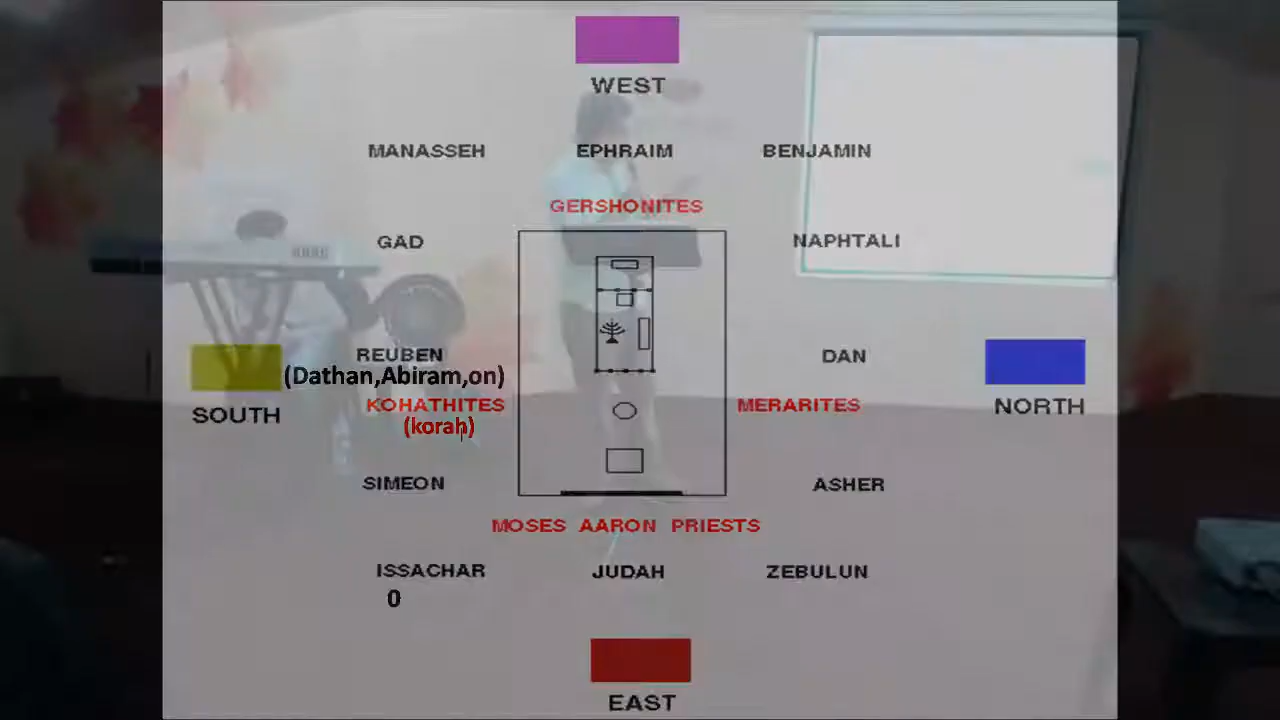 WEST
MANASSEH EPHRAIM BENJAMIN
GERSHONITES
GAD NAPHTALI
REUBEN DAN
(Dathan,Abiram,on)
KOHATHITES MERARITES
SOUTH NORTH
(korah)
SIMEON ASHER
MOSES AARON PRIESTS
ISSACHAR JUDAH ZEBULUN
0
EAST